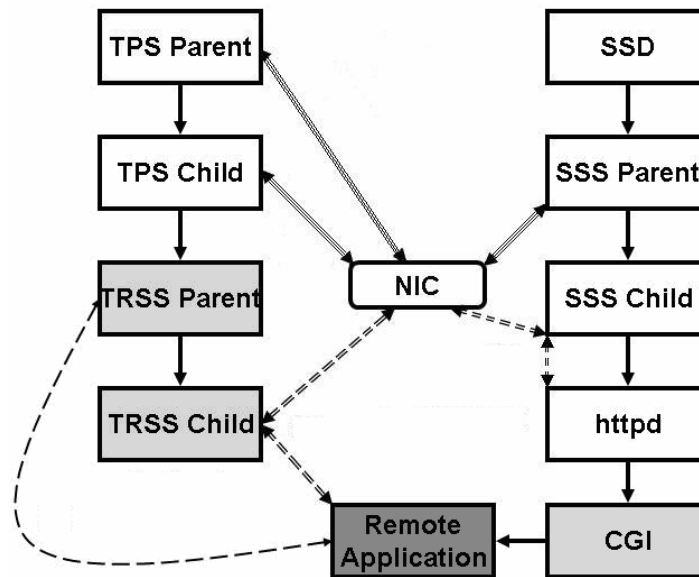 TPS Parent
SSD
TPS Child
SSS Parent
TRSS Parent
NIC
SSS Child
TRSS Child
httpd
Remote
Application
CGI